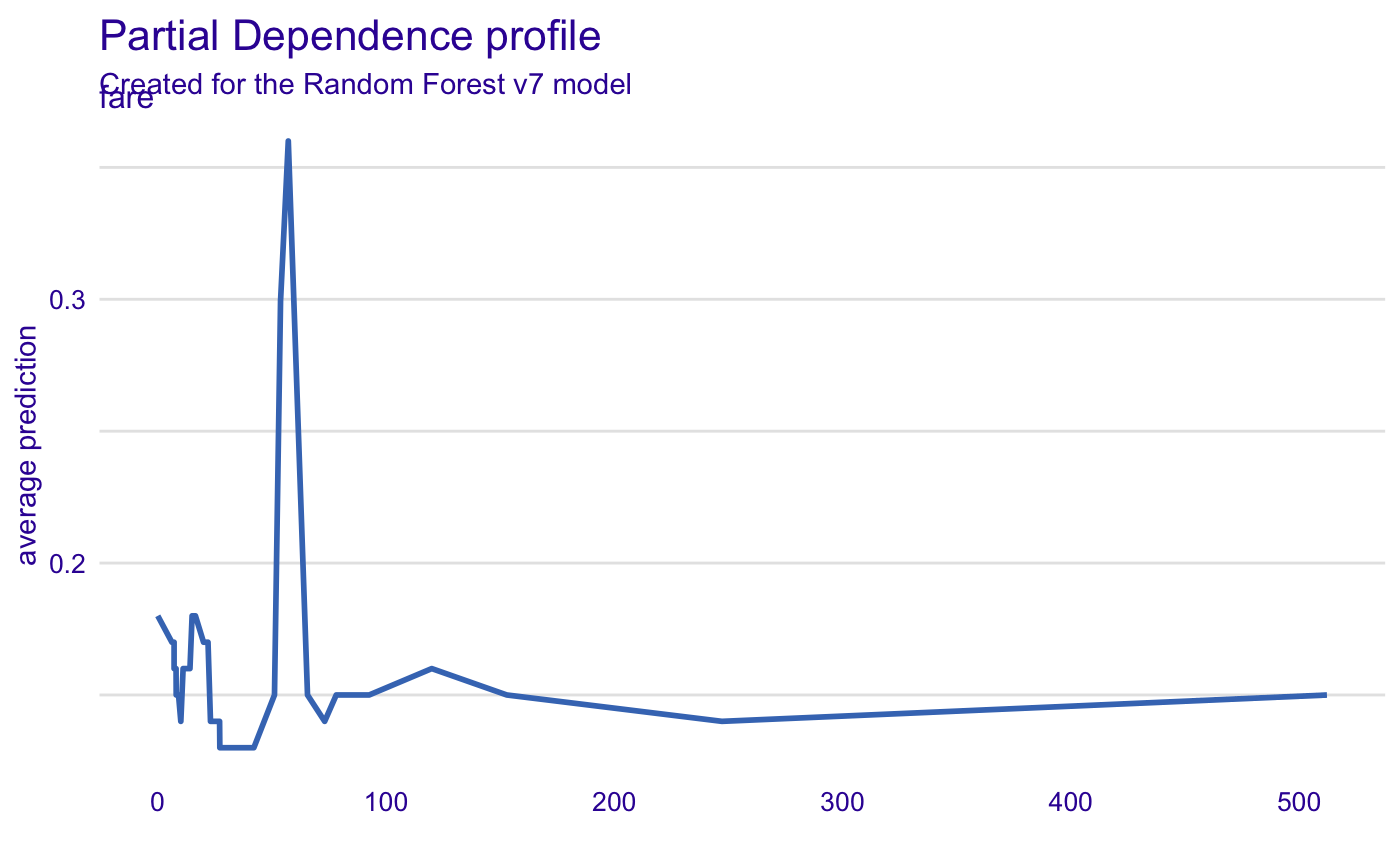 Partial Dependence profile
Created for the Random Forest v7 model
fare
average prediction
0.3
0.2
0
100
200
300
400
500